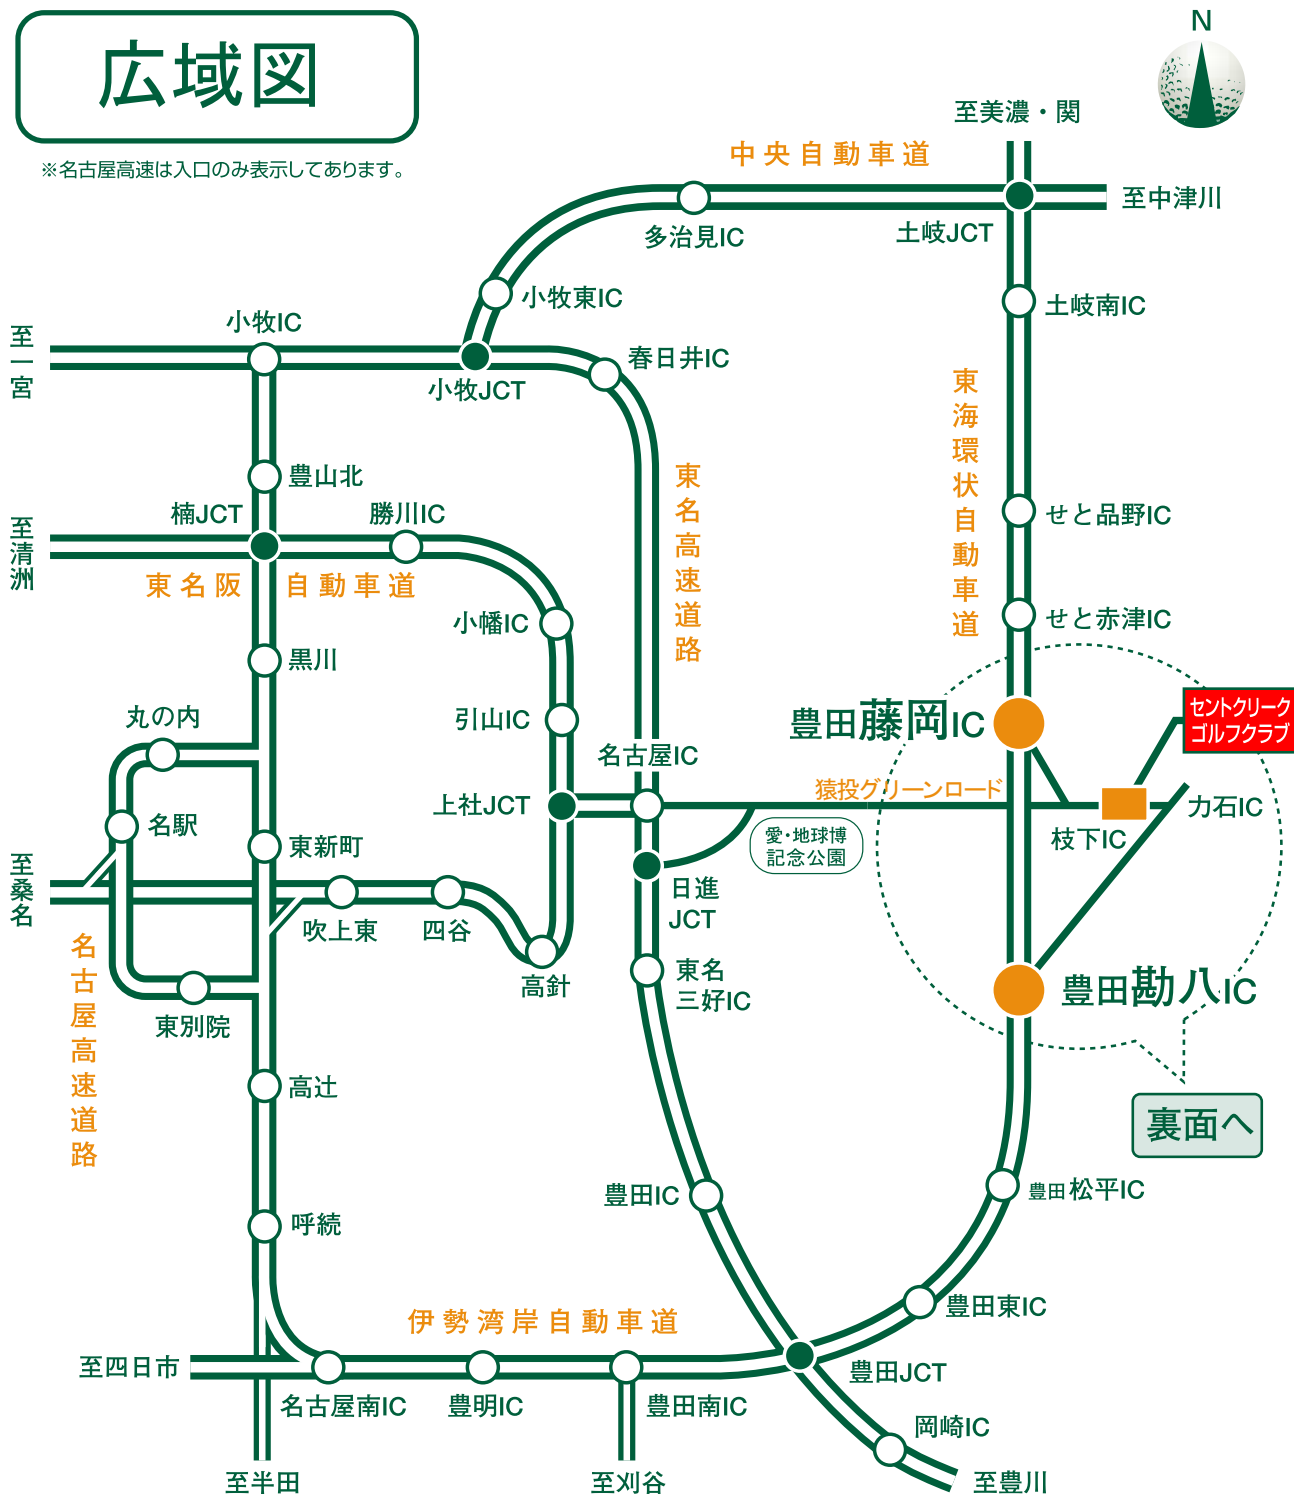 広域図
※名古屋高速は入口のみ表示してあります。
N
至美濃・関
中央自動車道
至中津川
多治見IC
土岐JCT
小牧東IC
土岐南IC
小牧IC
至一宮
春日井IC
小牧JCT
東海環状自動車道
豊山北
東名高速道路
楠JCT
勝川IC
せと品野IC
至清洲
東名阪
自動車道
小幡IC
せと赤津IC
黒川
丸の内
引山IC
豊田藤岡IC
セントクリーク
ゴルフクラブ
名古屋IC
猿投グリーンロード
上社JCT
力石IC
名駅
愛・地球博
記念公園
枝下IC
東新町
至桑名
日進
JCT
吹上東
四谷
名古屋高速道路
高針
東名
三好IC
豊田勘八IC
東別院
高辻
裏面へ
豊田IC
豊田松平IC
呼続
豊田東IC
伊勢湾岸自動車道
至四日市
豊田JCT
名古屋南IC
豊明IC
豊田南IC
岡崎IC
至半田
至刈谷
至豊川